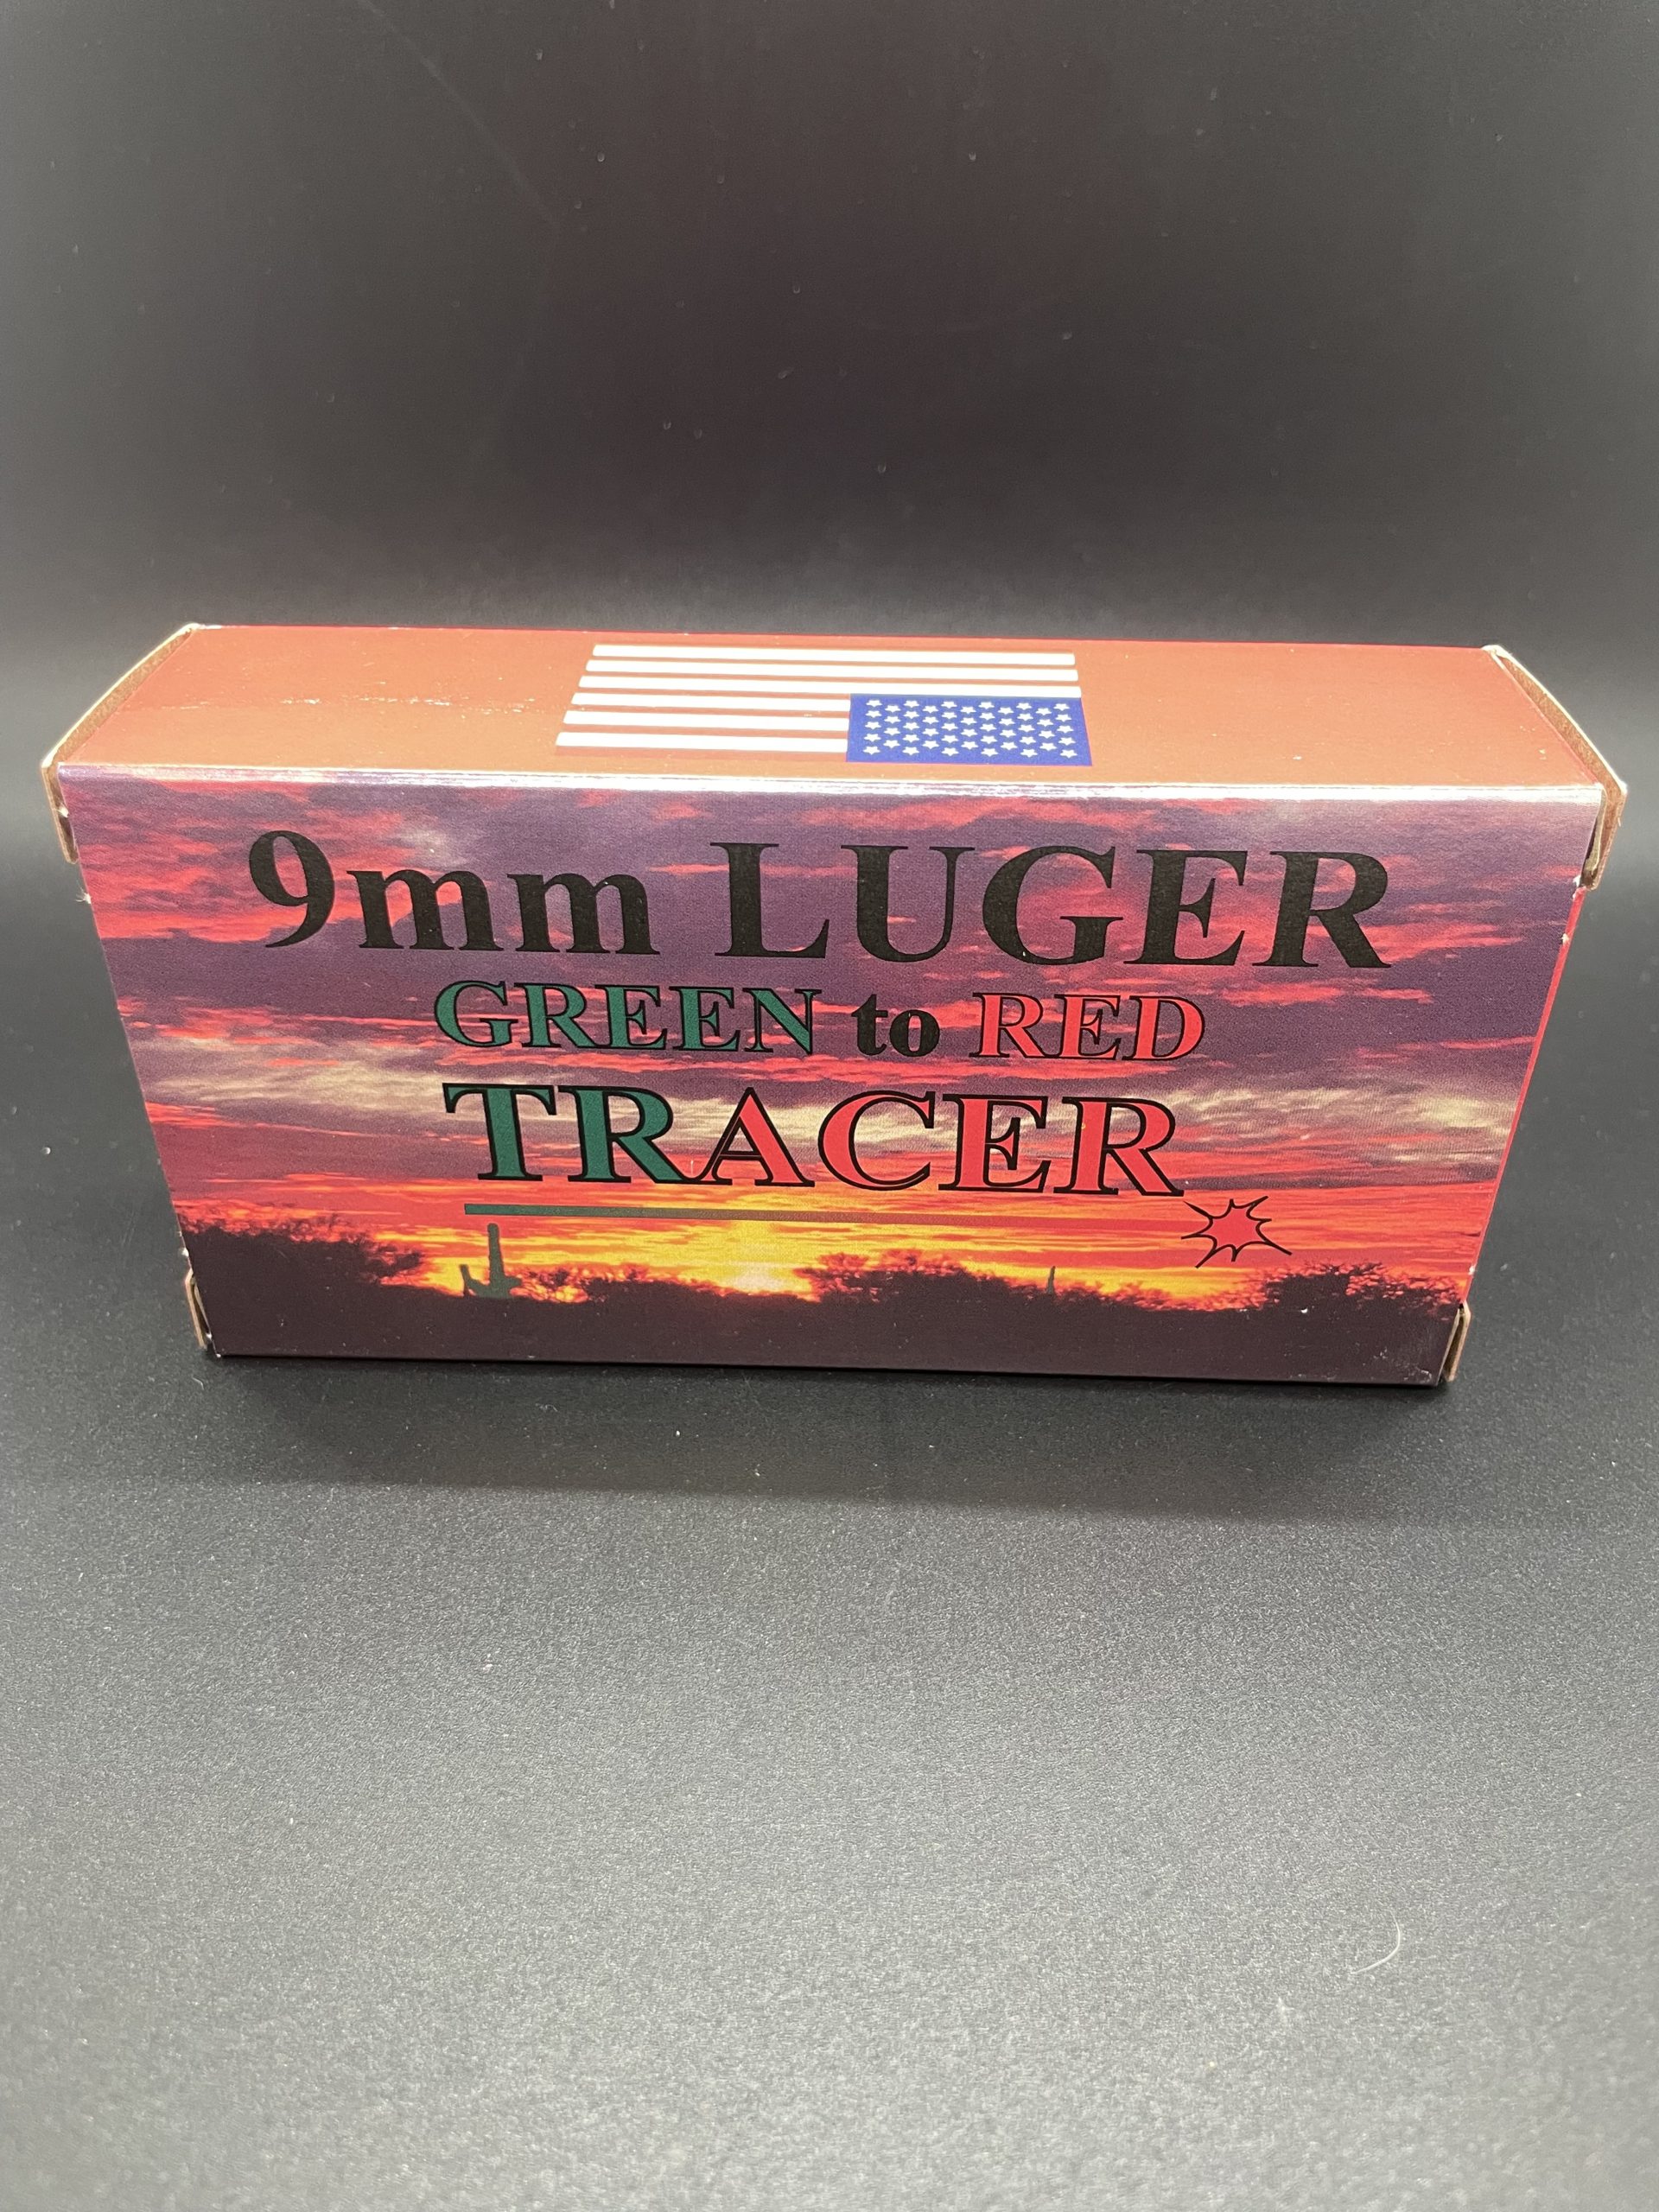 9mm LUGER
GREEN to RED
TRACER